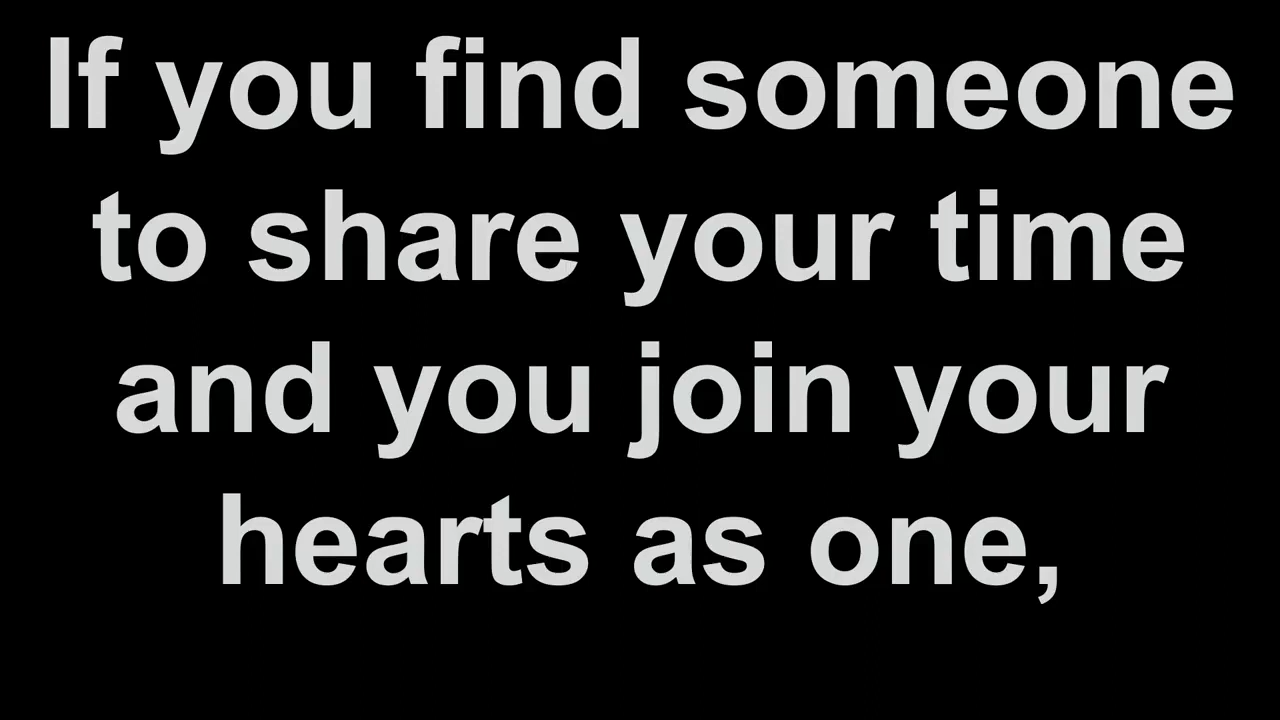 If you find someone
to share your time
and you join your
hearts as one,